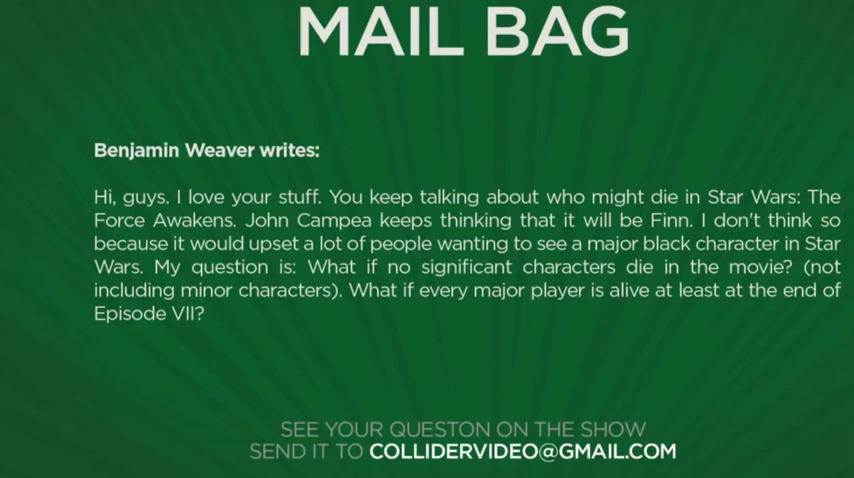 MAIL BAG
Benjamin Weaver writes:
Hi, guys. I love your stuff. You keep talking about who might die in Star Wars: The
Force Awakens. John Campea keeps thinking that it will be Finn. I don't think so
because it would upset a lot of people wanting to see a major black character in Star
Wars. My question is: What if no significant characters die in the movie? (not
including minor characters). What if every major player is alive at least at the end of
Episode VII?
SEE YOUR QUESTON ON THE SHOW
SEND IT TO COLLIDERVIDEO@GMAIL.COM